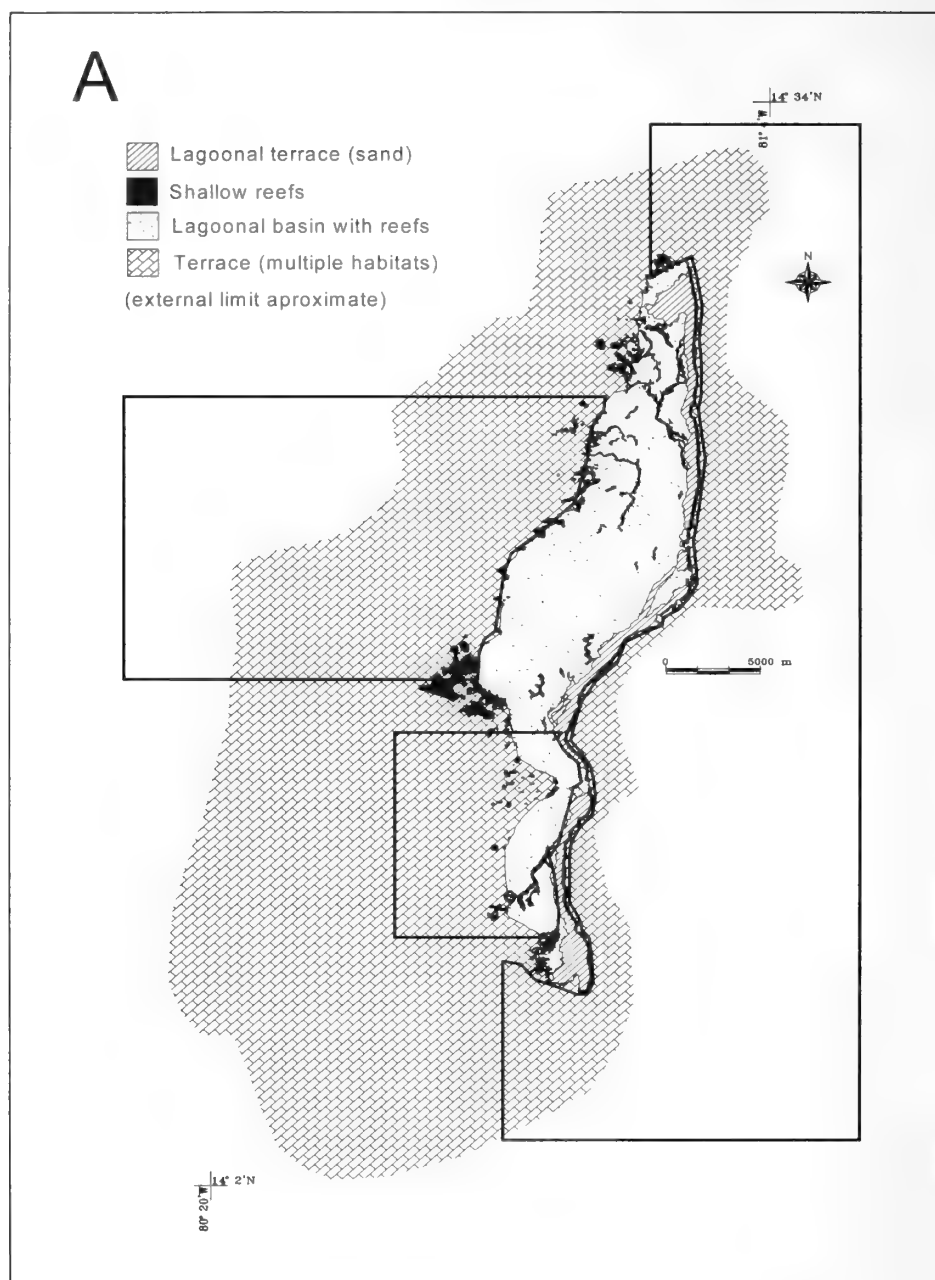 A
14° 34'N
81°
Lagoonal terrace (sand)
Shallow reefs
Lagoonal basin with reefs
Terrace (multiple habitats)
(external limit aproximate)
N
0 5000 m
14° 2'N
80° 20'W